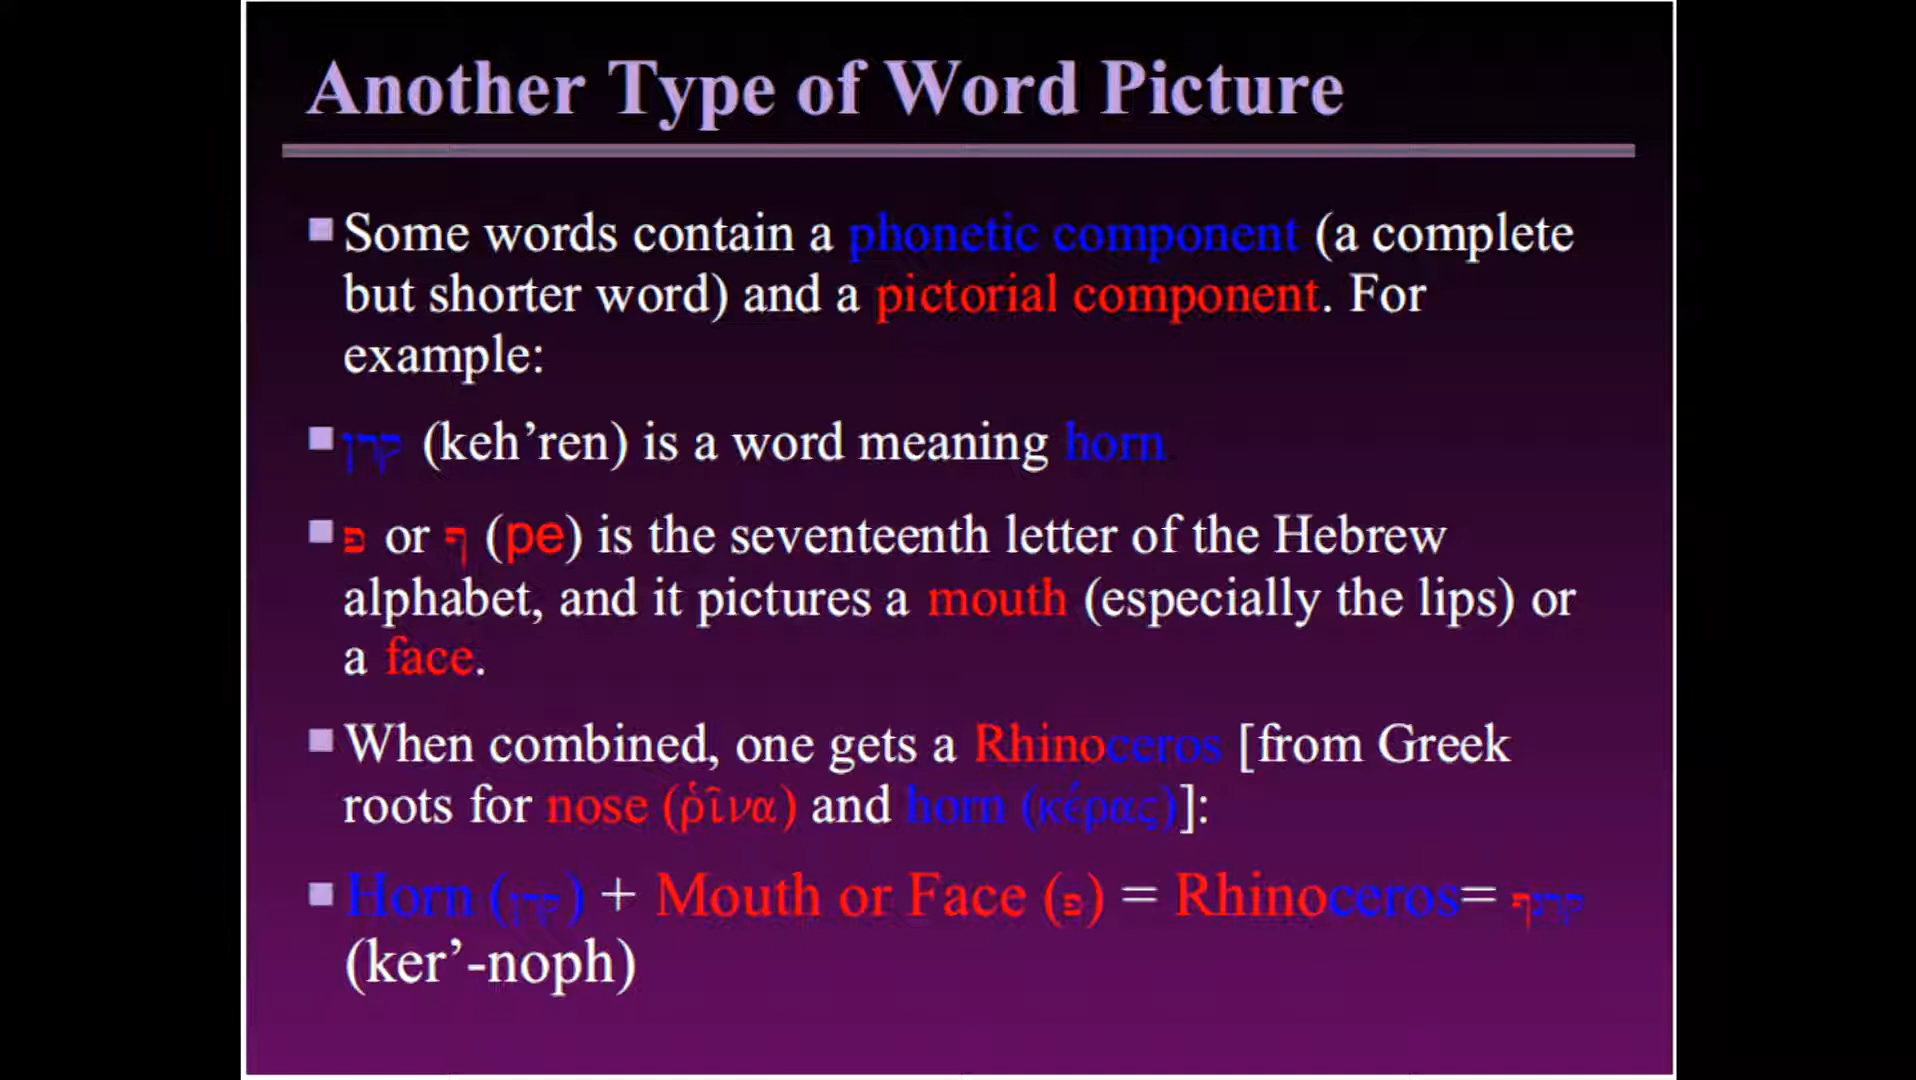 Another Type of Word Picture
Some words contain a phonetic component (a complete
but shorter word) and a pictorial component. For
example:
קרן (keh’ren) is a word meaning horn
פ or ף (pe) is the seventeenth letter of the Hebrew
alphabet, and it pictures a mouth (especially the lips) or
a face.
When combined, one gets a Rhinoceros [from Greek
roots for nose (ῥῖνα) and horn (κέρας)]:
Horn (קרן) + Mouth or Face (פ) = Rhinoceros= קרנף
(ker’-noph)